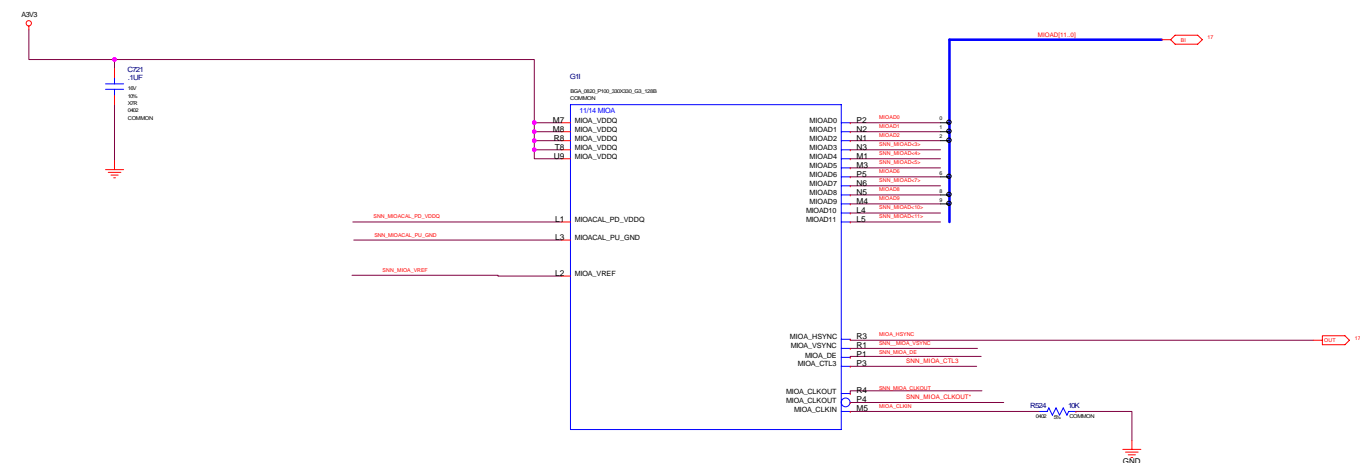 A3V3
C721
.1UF
16V
10%
X7R
0402
COMMON
G1I
BGA_0820_P100_330X330_G3_128B
COMMON
11/14 MIOA
M7 MIOA_VDDQ
M8 MIOA_VDDQ
R8 MIOA_VDDQ
T8 MIOA_VDDQ
U9 MIOA_VDDQ
SNN_MIOACAL_PD_VDDQ L1 MIOACAL_PD_VDDQ
SNN_MIOACAL_PU_GND L3 MIOACAL_PU_GND
SNN_MIOA_VREF L2 MIOA_VREF
MIOAD[11..0] BI 17
MIOAD0 P2 MIOAD0 0
MIOAD1 N2 MIOAD1 1
MIOAD2 N1 MIOAD2 2
MIOAD3 N3 SNN_MIOAD<3>
MIOAD4 M1 SNN_MIOAD<4>
MIOAD5 M3 SNN_MIOAD<5>
MIOAD6 P5 MIOAD6 6
MIOAD7 N6 SNN_MIOAD<7>
MIOAD8 N5 MIOAD8 8
MIOAD9 M4 MIOAD9 9
MIOAD10 L4 SNN_MIOAD<10>
MIOAD11 L5 SNN_MIOAD<11>
MIOA_HSYNC R3 MIOA_HSYNC OUT 17
MIOA_VSYNC R1 SNN_MIOA_VSYNC
MIOA_DE P1 SNN_MIOA_DE
MIOA_CTL3 P3 SNN_MIOA_CTL3
MIOA_CLKOUT R4 SNN_MIOA_CLKOUT
MIOA_CLKOUT P4 SNN_MIOA_CLKOUT*
MIOA_CLKIN M5 MIOA_CLKIN
R524 10K
0402 COMMON
GND